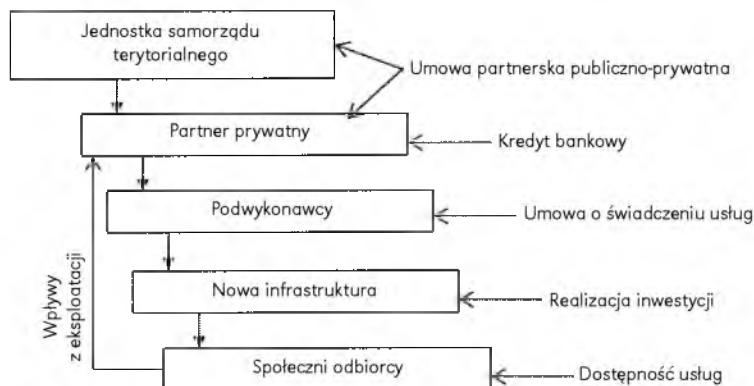 Jednostka samorządu
terytorialnego
Umowa partnerska publiczno-prywatna
Partner prywatny
Kredyt bankowy
Podwykonawcy
Umowa o świadczeniu usług
Nowa infrastruktura
Realizacja inwestycji
Wpływy
z eksploatacji
Społeczni odbiorcy
Dostępność usług